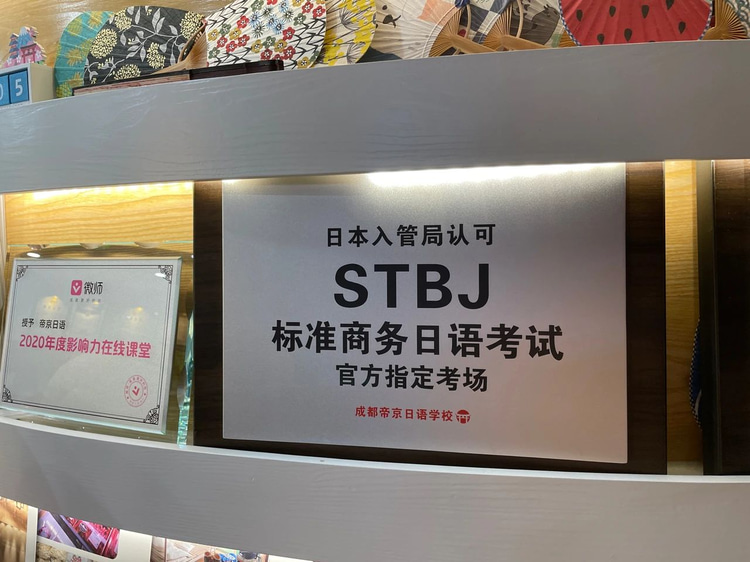 05
微师
授予：帝京日语
2020年度影响力在线课堂
日本入管局认可
STBJ
标准商务日语考试
官方指定考场
成都帝京日语学校